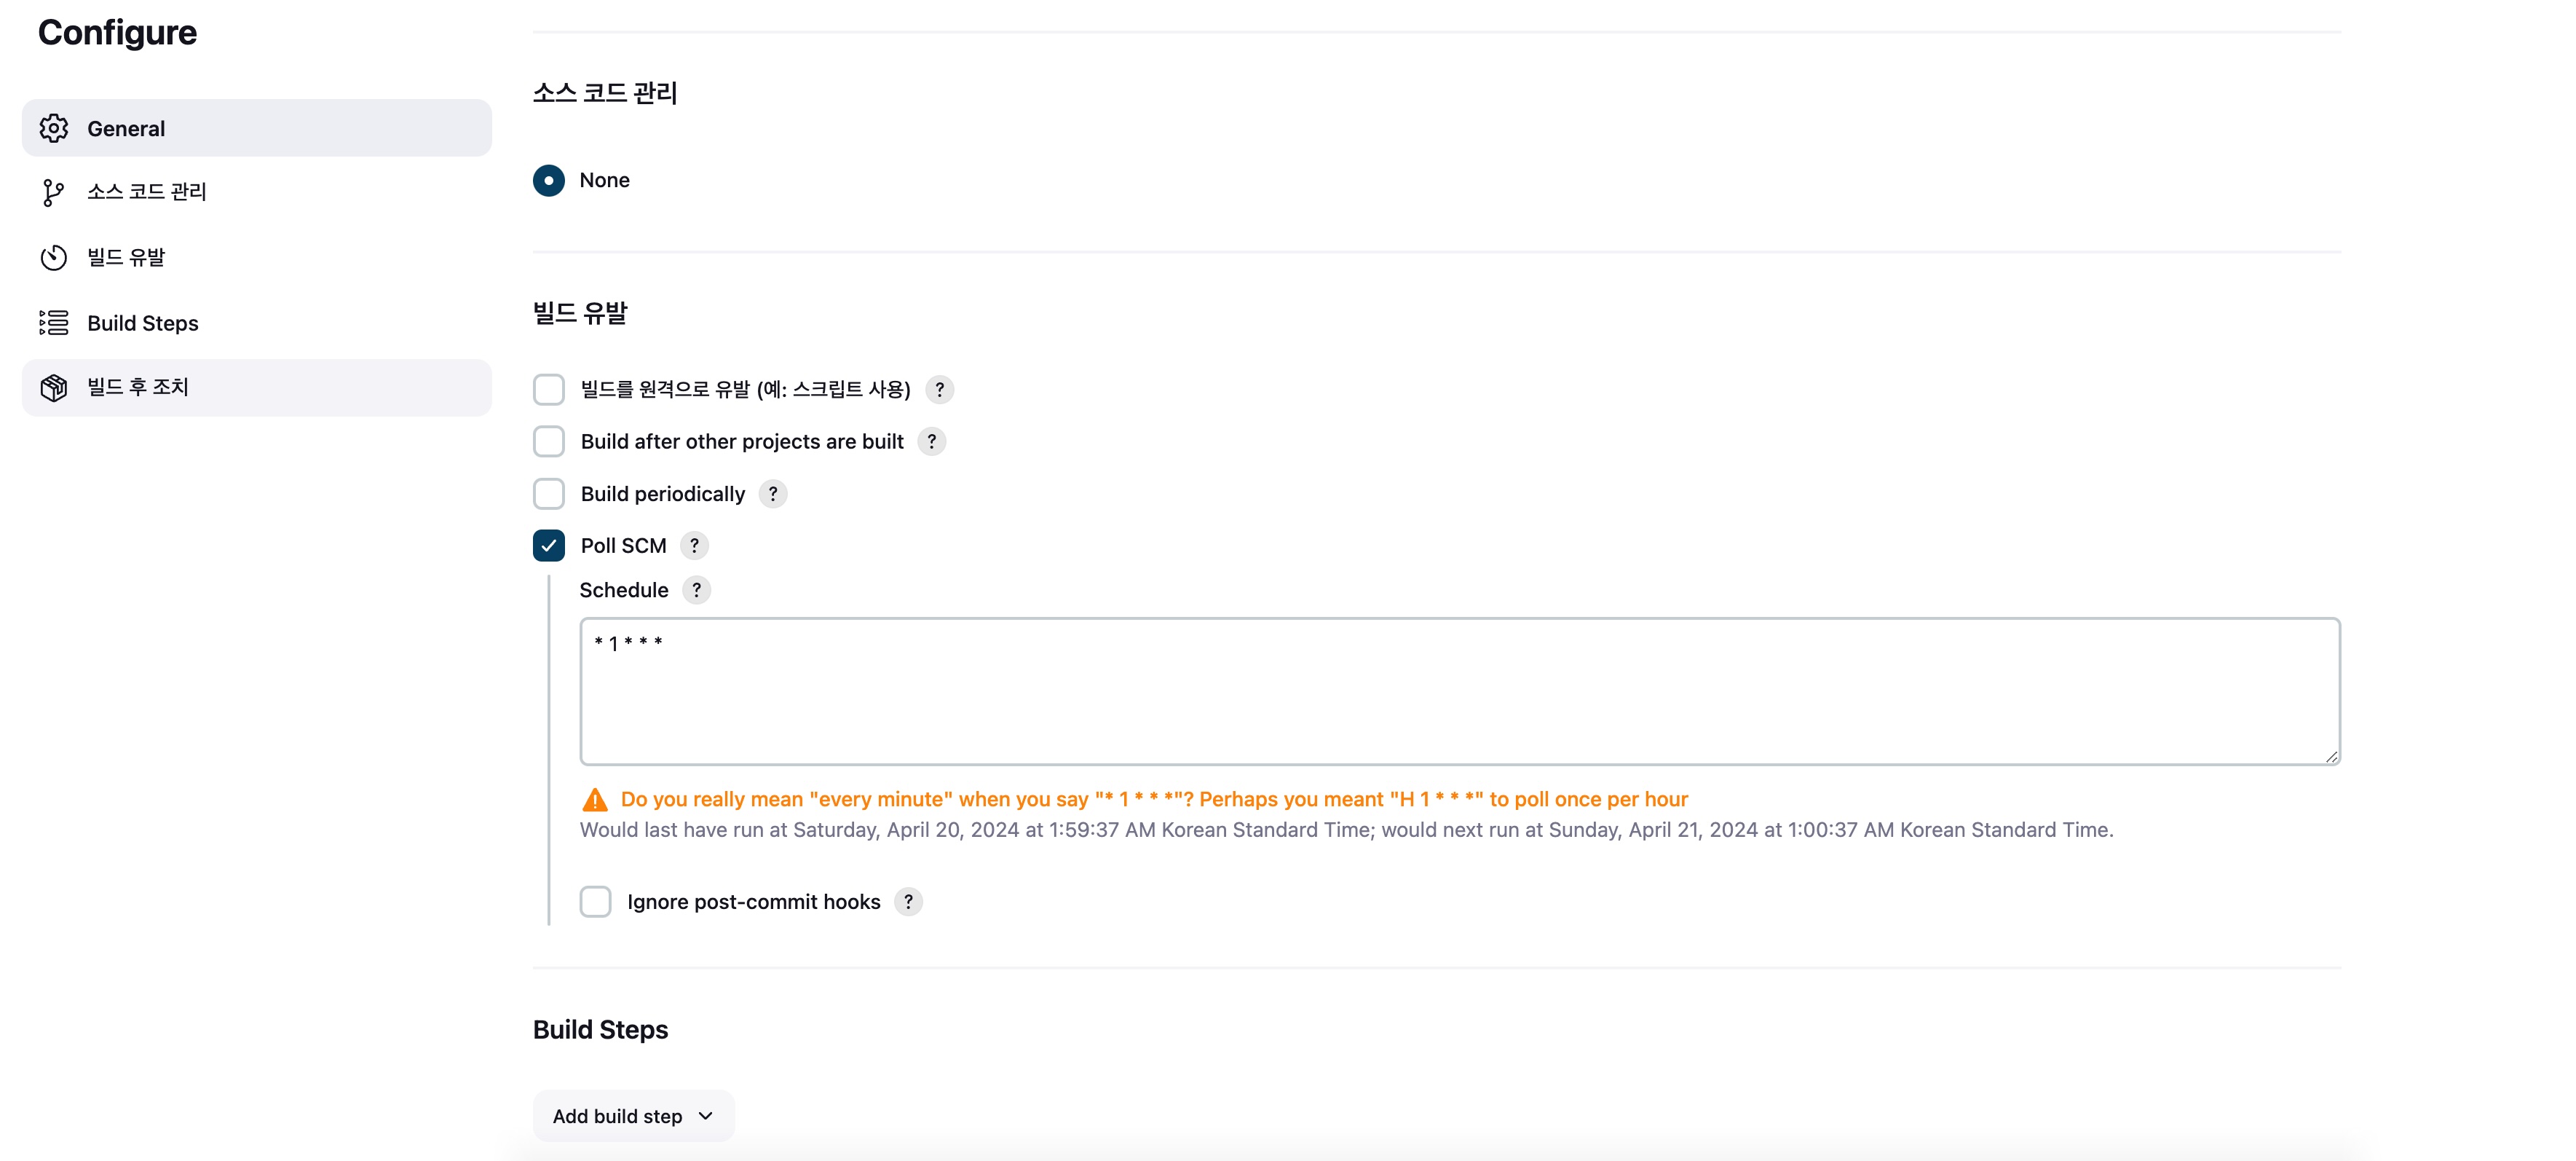 Configure
General
소스 코드 관리
빌드 유발
Build Steps
빌드 후 조치
소스 코드 관리
None
빌드 유발
빌드를 원격으로 유발 (예: 스크립트 사용) ?
Build after other projects are built ?
Build periodically ?
Poll SCM ?
Schedule ?
* 1 * * *
Do you really mean "every minute" when you say "* 1 * * *"? Perhaps you meant "H 1 * * *" to poll once per hour
Would last have run at Saturday, April 20, 2024 at 1:59:37 AM Korean Standard Time; would next run at Sunday, April 21, 2024 at 1:00:37 AM Korean Standard Time.
Ignore post-commit hooks ?
Build Steps
Add build step